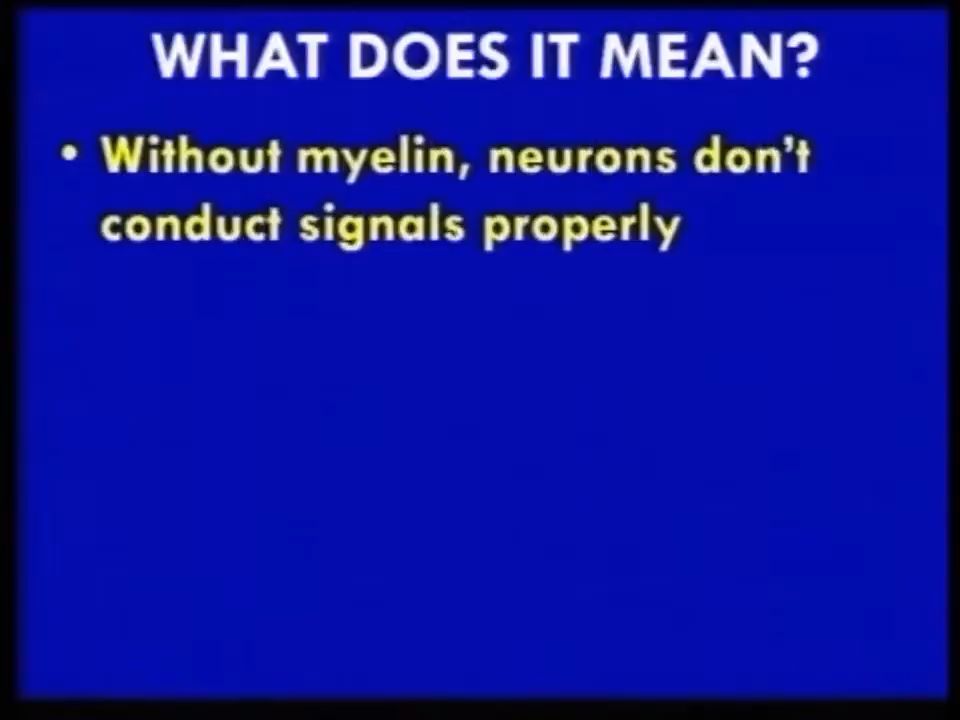 WHAT DOES IT MEAN?
• Without myelin, neurons don't
conduct signals properly